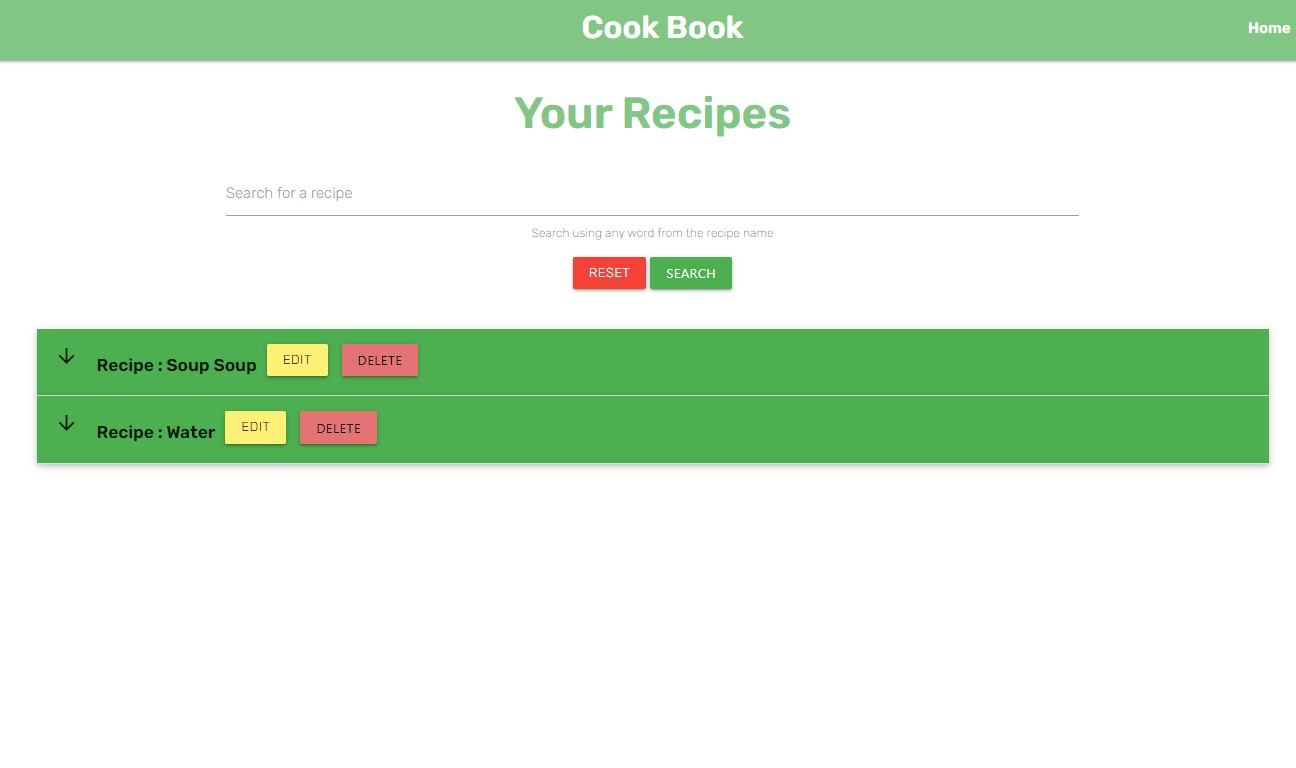 Cook Book
Home
Your Recipes
Search for a recipe
Search using any word from the recipe name
RESET SEARCH
Recipe : Soup Soup EDIT DELETE
Recipe : Water EDIT DELETE